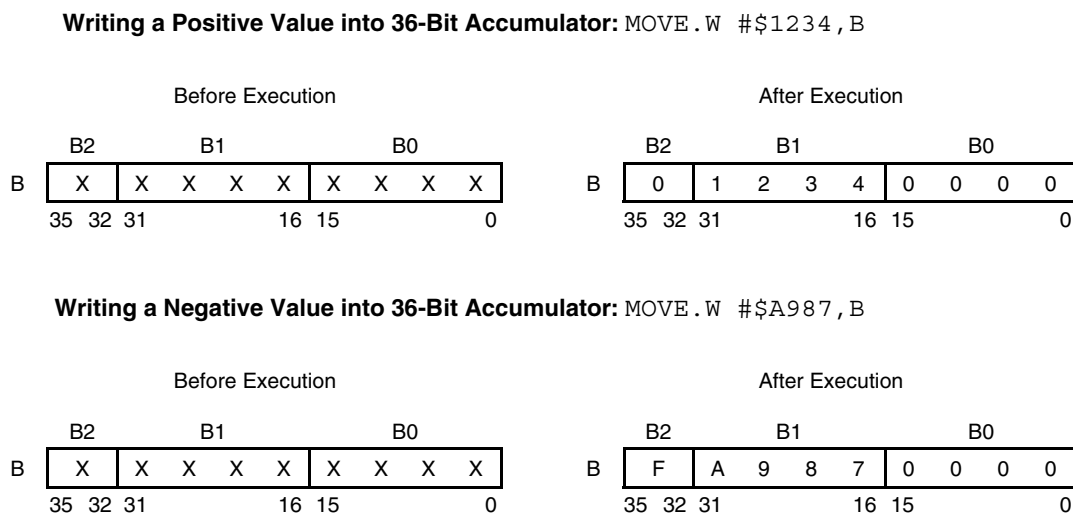 Writing a Positive Value into 36-Bit Accumulator: MOVE.W #$1234,B
Before Execution After Execution
B2 B1 B0 B2 B1 B0
B X X X X X X X X X B 0 1 2 3 4 0 0 0 0
35 32 31 16 15 0 35 32 31 16 15 0
Writing a Negative Value into 36-Bit Accumulator: MOVE.W #$A987,B
Before Execution After Execution
B2 B1 B0 B2 B1 B0
B X X X X X X X X X B F A 9 8 7 0 0 0 0
35 32 31 16 15 0 35 32 31 16 15 0